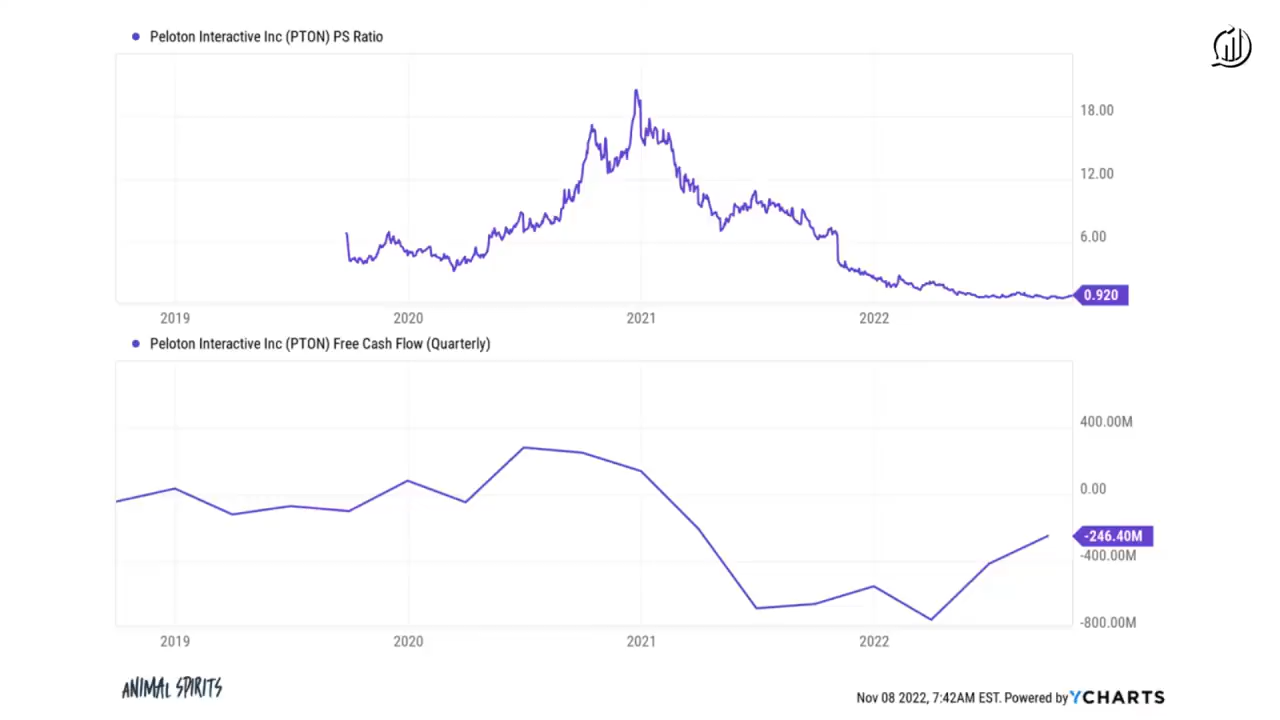 Peloton Interactive Inc (PTON) PS Ratio
18.00
12.00
6.00
0.920
2019 2020 2021 2022
Peloton Interactive Inc (PTON) Free Cash Flow (Quarterly)
400.00M
0.00
-246.40M
-400.00M
-800.00M
2019 2020 2021 2022
ANIMAL SPIRITS
Nov 08 2022, 7:42AM EST. Powered by YCHARTS